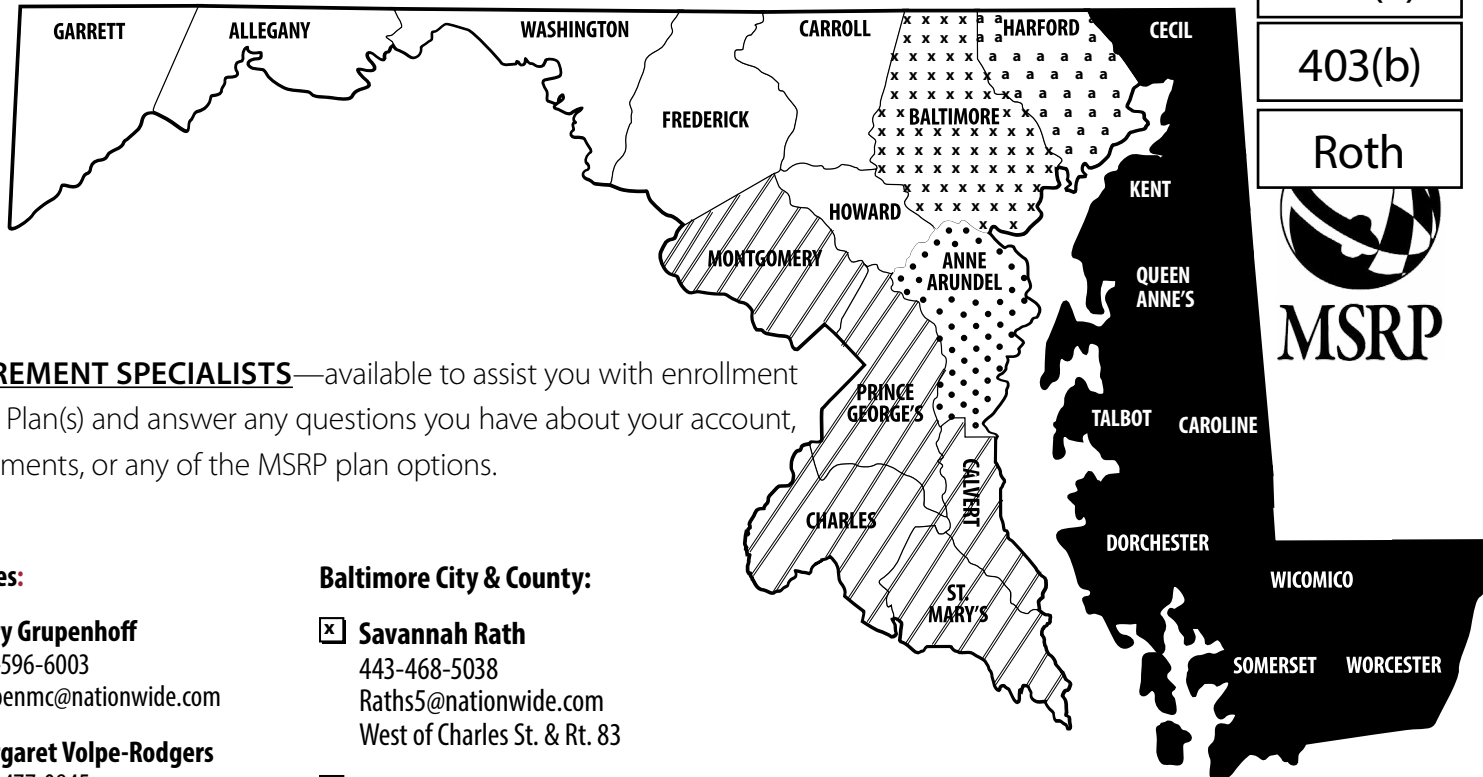 GARRETT
ALLEGANY
WASHINGTON
CARROLL
HARFORD
CECIL
FREDERICK
BALTIMORE
403(b)
Roth
KENT
HOWARD
MONTGOMERY
ANNE
ARUNDEL
QUEEN
ANNE'S
MSRP
REMENT SPECIALISTS—available to assist you with enrollment
Plan(s) and answer any questions you have about your account,
ments, or any of the MSRP plan options.
PRINCE
GEORGE'S
TALBOT
CAROLINE
CALVERT
CHARLES
DORCHESTER
WICOMICO
ST.
MARY'S
SOMERSET
WORCESTER
es:
y Grupenhoff
-596-6003
penmc@nationwide.com
rgaret Volpe-Rodgers
Baltimore City & County:
x Savannah Rath
443-468-5038
Raths5@nationwide.com
West of Charles St. & Rt. 83